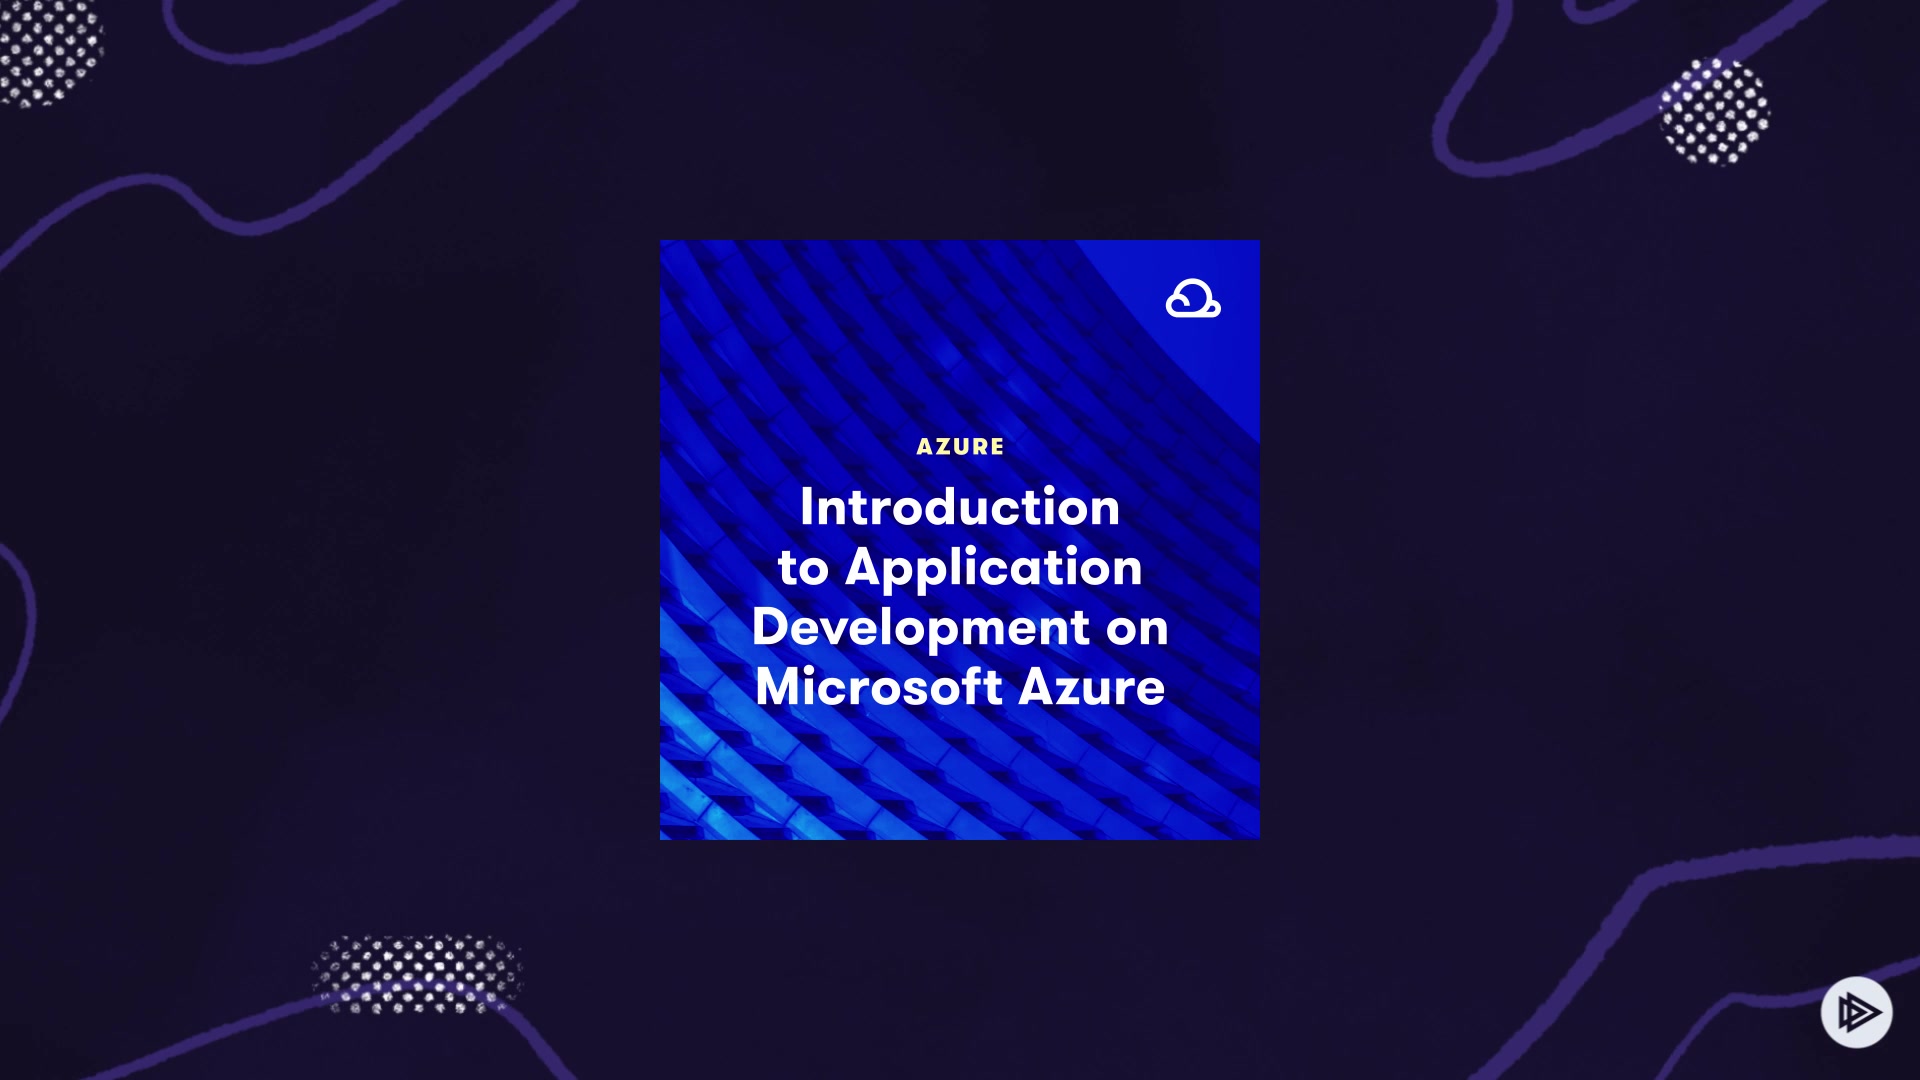 AZURE
Introduction
to Application
Development on
Microsoft Azure